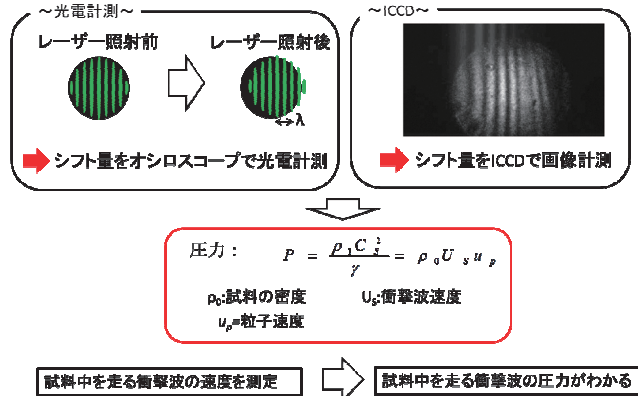 ～光電計測～
レーザー照射前
レーザー照射後
λ
シフト量をオシロスコープで光電計測
～ICCD～
シフト量をICCDで画像計測
圧力： P = ρ₁C_s² / γ = ρ₀U_s u_p
ρ₀:試料の密度 U_S:衝撃波速度
u_p=粒子速度
試料中を走る衝撃波の速度を測定
試料中を走る衝撃波の圧力がわかる